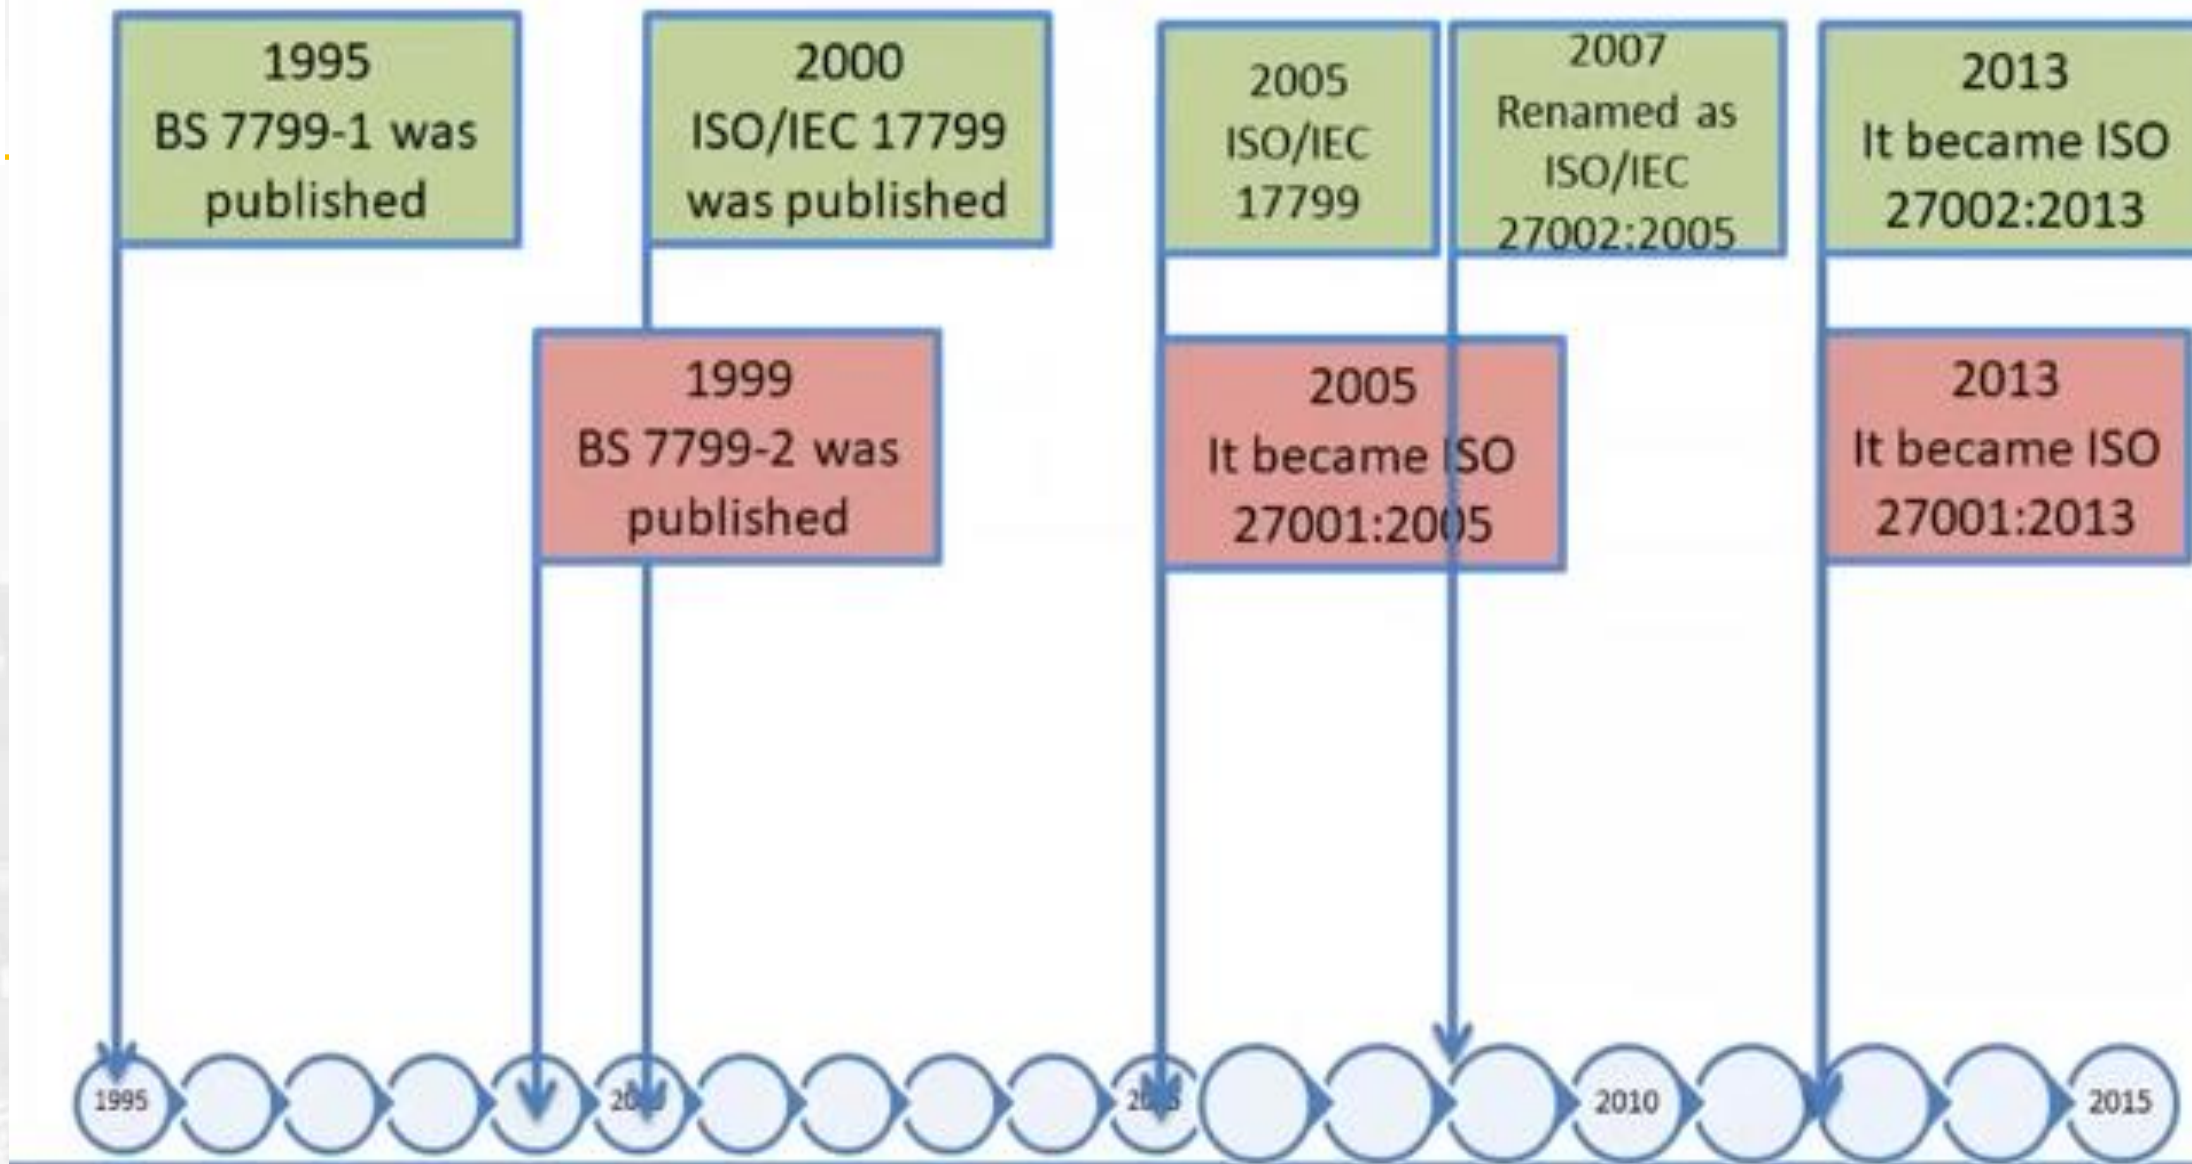 1995
BS 7799-1 was
published
2000
ISO/IEC 17799
was published
2005
ISO/IEC
17799
2007
Renamed as
ISO/IEC
27002:2005
2013
It became ISO
27002:2013
1999
BS 7799-2 was
published
2005
It became ISO
27001:2005
2013
It became ISO
27001:2013
1995
2010
2015